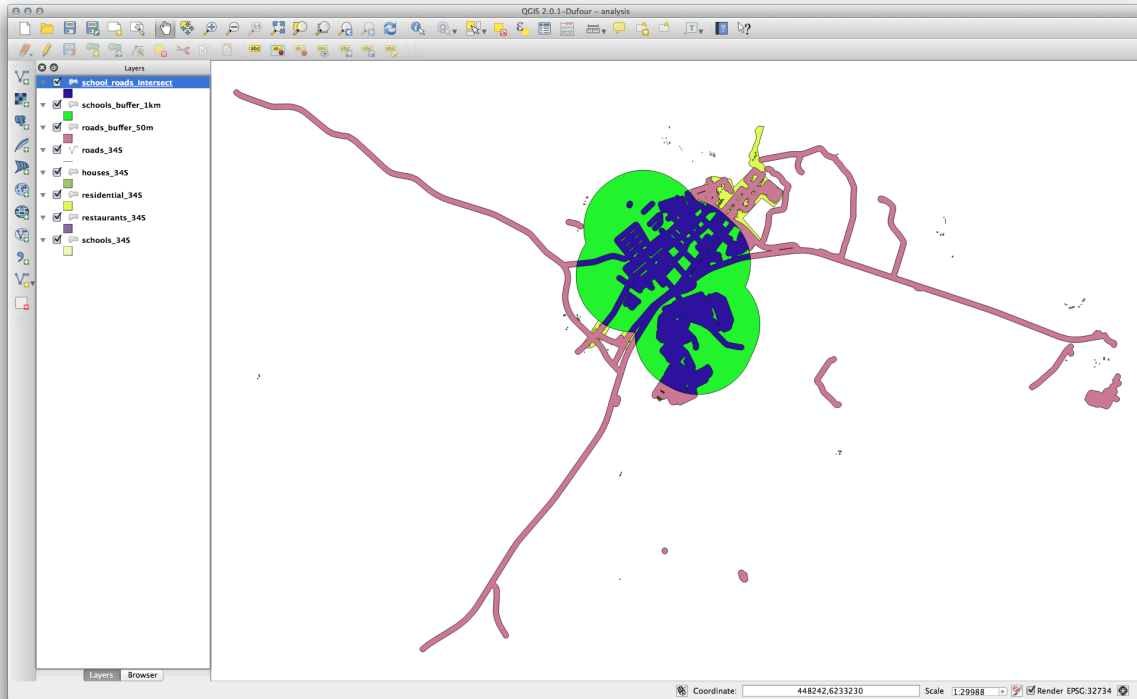 QGIS 2.0.1-Dufour - analysis
Layers
school_roads_Intersect
schools_buffer_1km
roads_buffer_50m
roads_34S
houses_34S
residential_34S
restaurants_34S
schools_34S
Layers Browser
Coordinate: 448242,6233230 Scale 1:29988 Render EPSG:32734